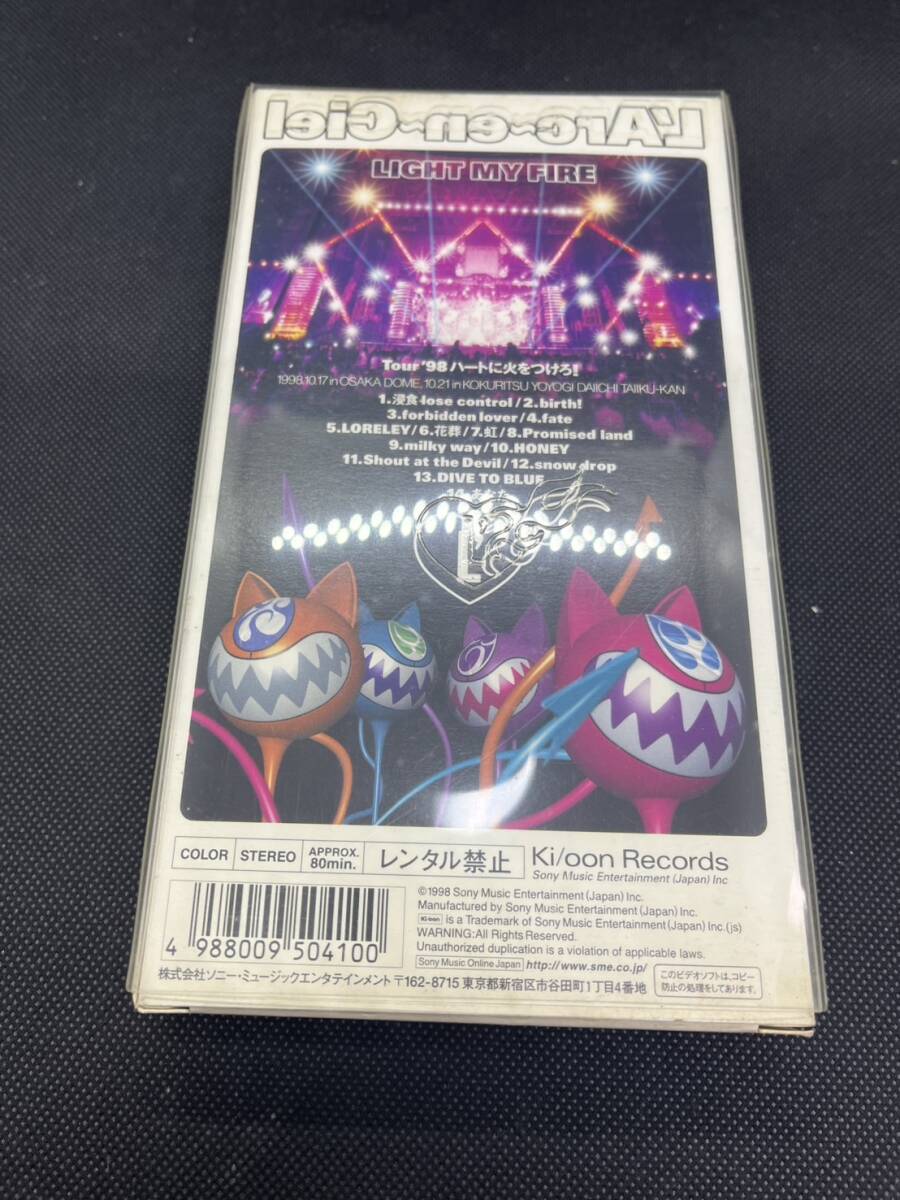 L'Arc~en~Ciel
LIGHT MY FIRE
Tour '98 ハートに火をつけろ!
1998.10.17 in OSAKA DOME, 10.21 in KOKURITSU YOYOGI DAIICHI TAIIKU-KAN
1.浸食 lose control/2.birth!
3.forbidden lover/4.fate
5.LORELEY/6.花葬/7.虹/8.Promised land
9.milky way/10.HONEY
11.Shout at the Devil/12.snow drop
13.DIVE TO BLUE
14.あなた
COLOR STEREO APPROX. 80min. レンタル禁止
Ki/oon Records
Sony Music Entertainment (Japan) Inc
©1998 Sony Music Entertainment (Japan) Inc.
Manufactured by Sony Music Entertainment (Japan) Inc.
Ki/oon is a Trademark of Sony Music Entertainment (Japan) Inc.(js)
WARNING: All Rights Reserved.
Unauthorized duplication is a violation of applicable laws.
Sony Music Online Japan http://www.sme.co.jp/
4 988009 504100
株式会社ソニー・ミュージックエンタテインメント 〒162-8715 東京都新宿区市谷田町1丁目4番地
このビデオソフトは、コピー
防止の処理をしてあります。